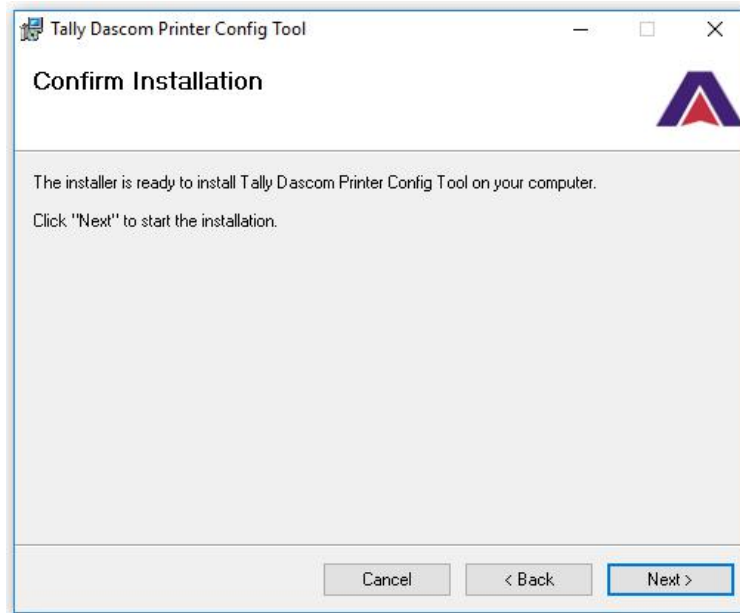 Tally Dascom Printer Config Tool
Confirm Installation
The installer is ready to install Tally Dascom Printer Config Tool on your computer.
Click "Next" to start the installation.
Cancel
< Back
Next >